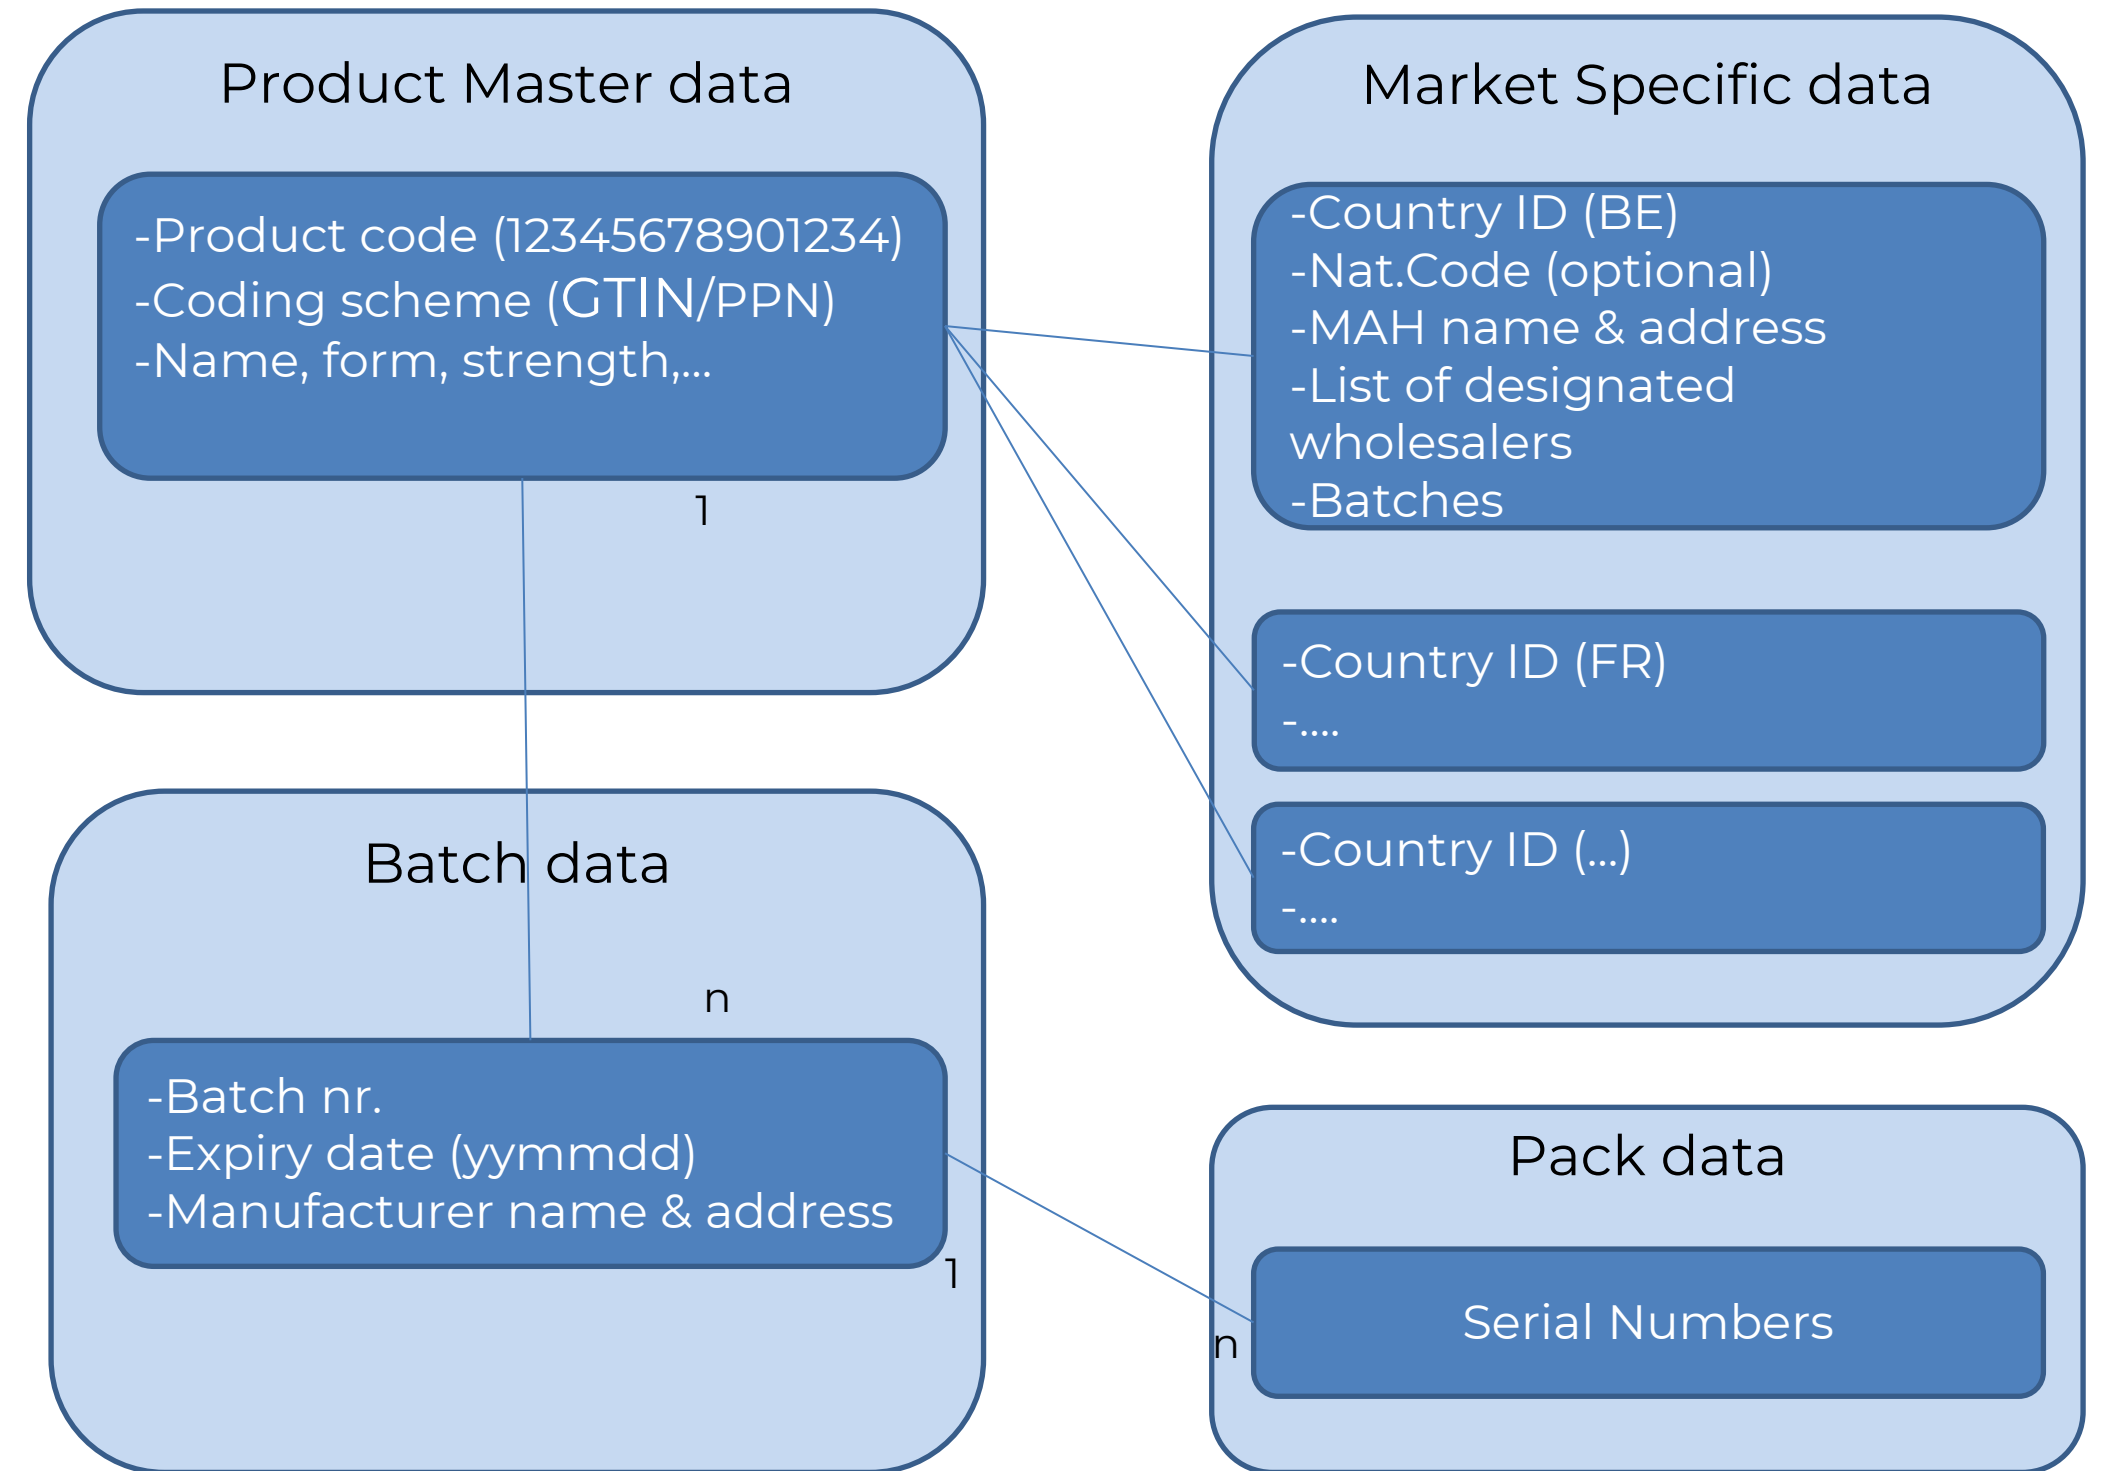 Product Master data
-Product code (12345678901234)
-Coding scheme (GTIN/PPN)
-Name, form, strength,...
1
Market Specific data
-Country ID (BE)
-Nat.Code (optional)
-MAH name & address
-List of designated
wholesalers
-Batches
-Country ID (FR)
-....
-Country ID (...)
-....
Batch data
n
-Batch nr.
-Expiry date (yymmdd)
-Manufacturer name & address
1
Pack data
n
Serial Numbers